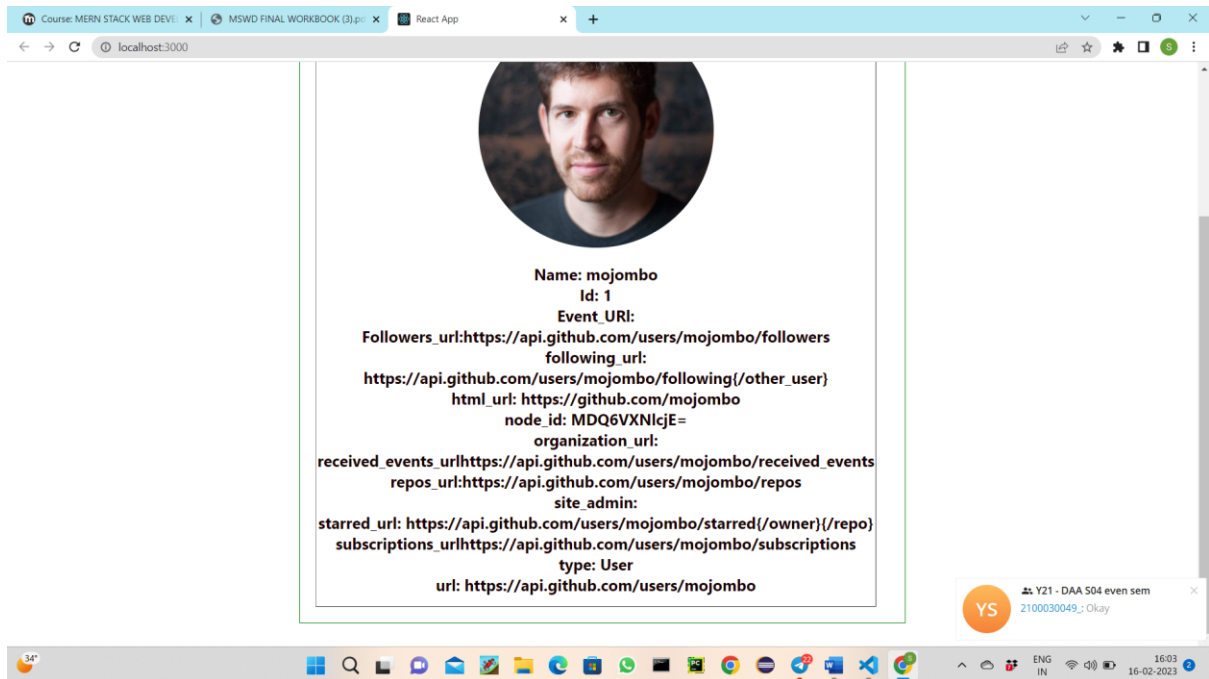 Course: MERN STACK WEB DEVE
MSWD FINAL WORKBOOK (3).pd
React App
localhost:3000
S
Name: mojombo
Id: 1
Event_URl:
Followers_url:https://api.github.com/users/mojombo/followers
following_url:
https://api.github.com/users/mojombo/following{/other_user}
html_url: https://github.com/mojombo
node_id: MDQ6VXNlcjE=
organization_url:
received_events_urlhttps://api.github.com/users/mojombo/received_events
repos_url:https://api.github.com/users/mojombo/repos
site_admin:
starred_url: https://api.github.com/users/mojombo/starred{/owner}{/repo}
subscriptions_urlhttps://api.github.com/users/mojombo/subscriptions
type: User
url: https://api.github.com/users/mojombo
YS
Y21 - DAA S04 even sem
2100030049_: Okay
34°
ENG
IN
16:03
16-02-2023
2